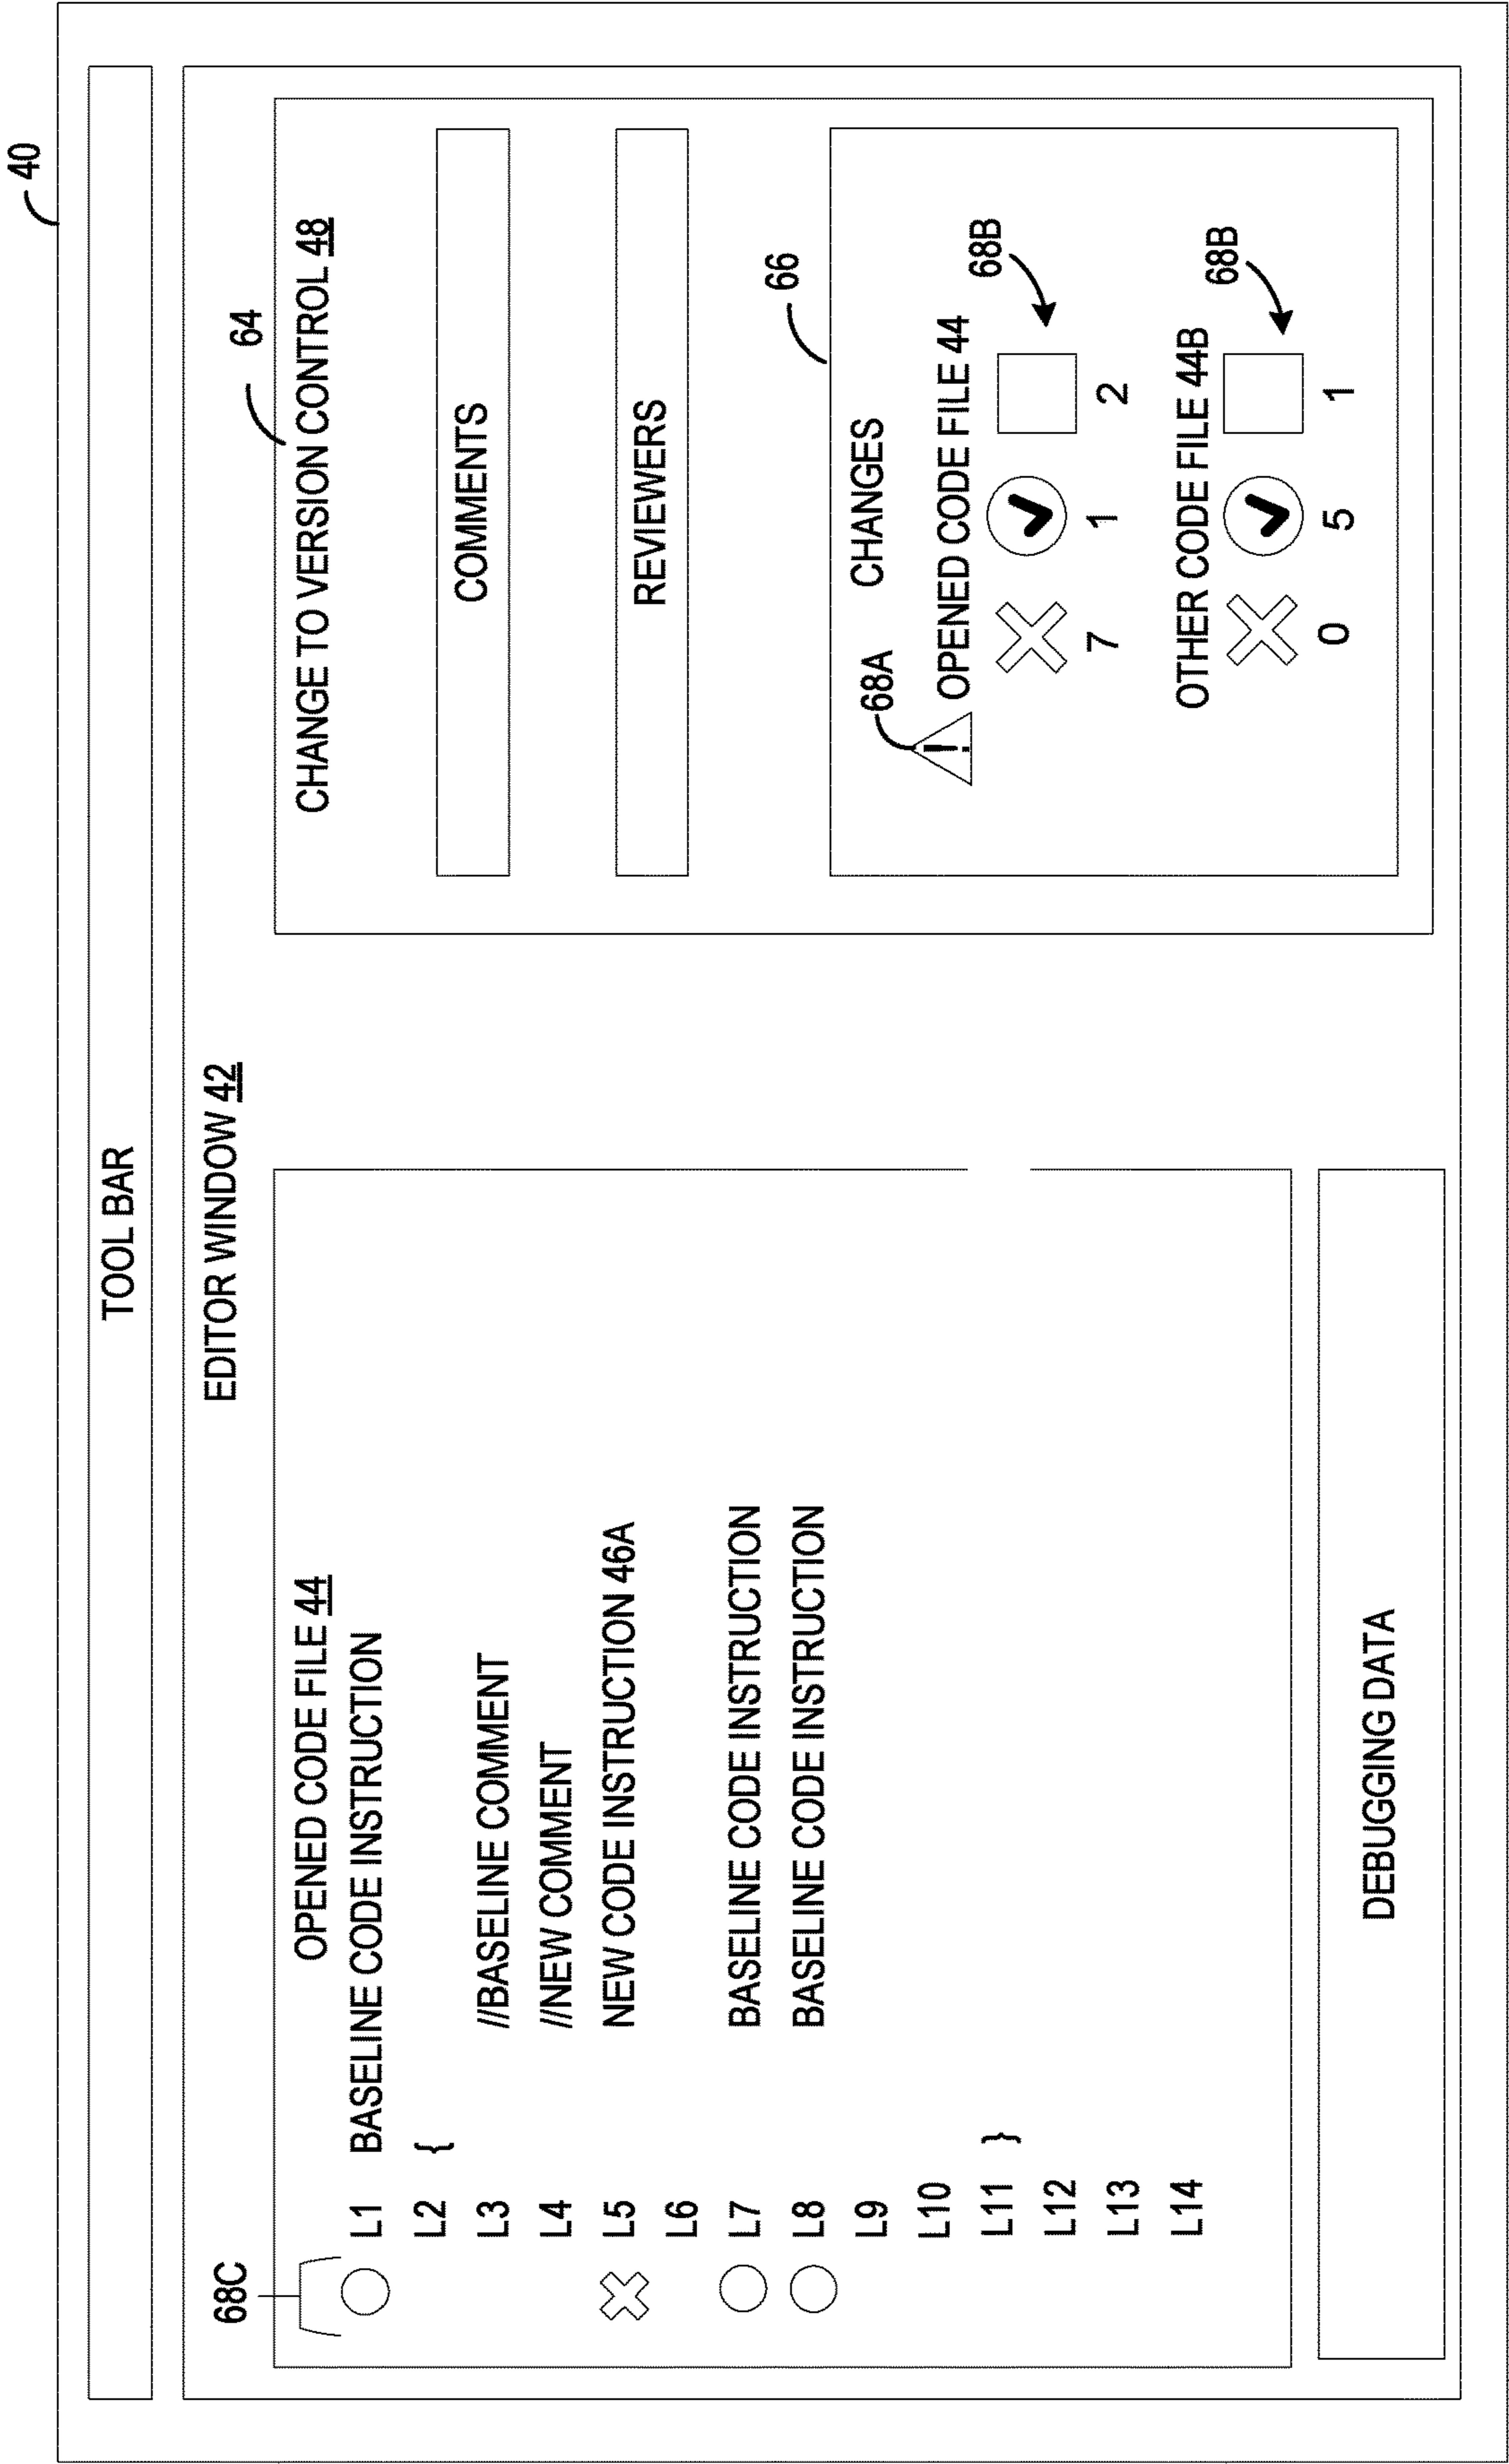 40
TOOL BAR
EDITOR WINDOW 42
68C
OPENED CODE FILE 44
L1 BASELINE CODE INSTRUCTION
L2 {
L3 //BASELINE COMMENT
L4 //NEW COMMENT
L5 NEW CODE INSTRUCTION 46A
L6
L7 BASELINE CODE INSTRUCTION
L8 BASELINE CODE INSTRUCTION
L9
L10
L11 }
L12
L13
L14
DEBUGGING DATA
64
CHANGE TO VERSION CONTROL 48
COMMENTS
REVIEWERS
66
CHANGES
68A
! OPENED CODE FILE 44
68B
7 1 2
OTHER CODE FILE 44B
68B
0 5 1